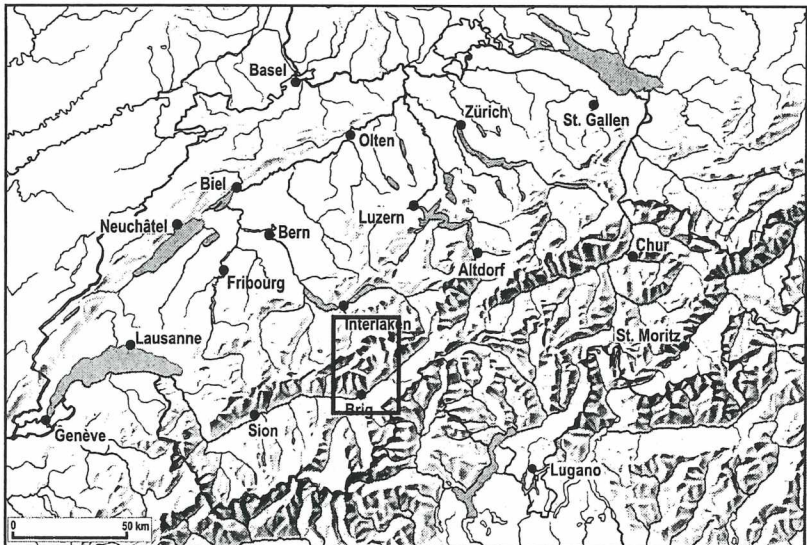 Basel
Zürich
St. Gallen
Olten
Biel
Luzern
Neuchâtel
Bern
Chur
Altdorf
Fribourg
Interlaken
Lausanne
St. Moritz
Brig
Sion
Genève
Lugano
0 50 km